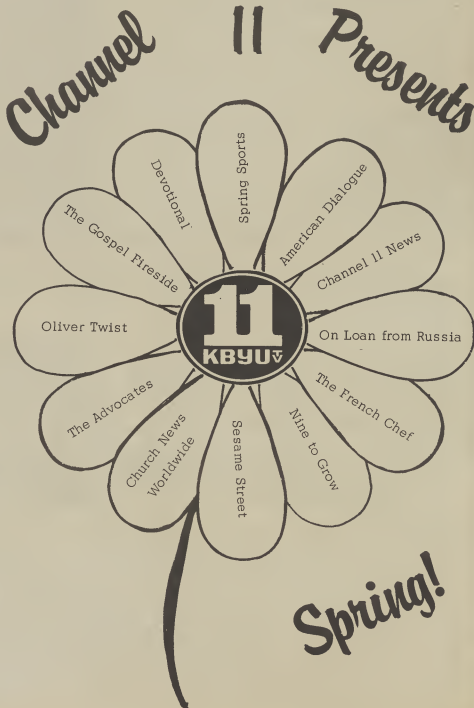 Channel 11 Presents
Spring Sports
American Dialogue
Channel 11 News
On Loan from Russia
The French Chef
Nine to Grow
Sesame Street
Church News
Worldwide
The Advocates
Oliver Twist
The Gospel Fireside
Devotional
11
KBYU TV
Spring!